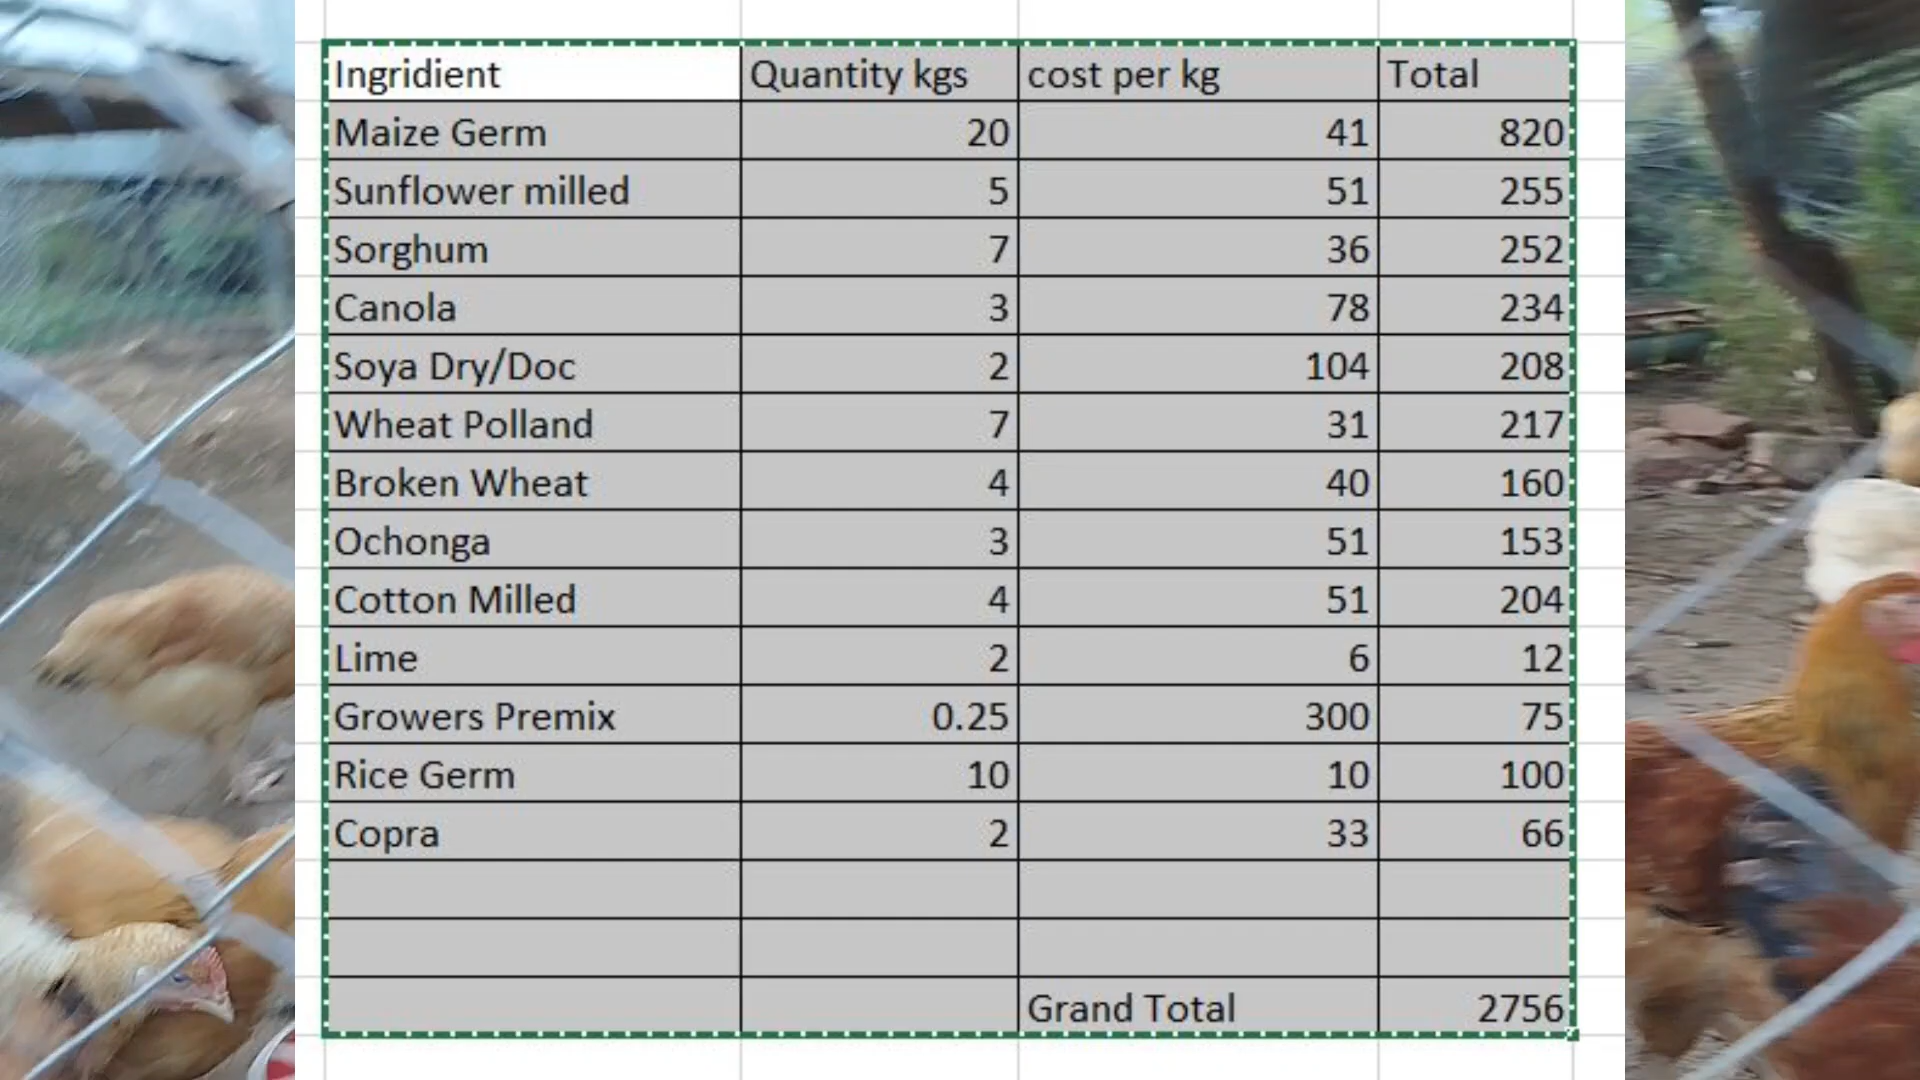 Ingridient Quantity kgs cost per kg Total
Maize Germ 20 41 820
Sunflower milled 5 51 255
Sorghum 7 36 252
Canola 3 78 234
Soya Dry/Doc 2 104 208
Wheat Polland 7 31 217
Broken Wheat 4 40 160
Ochonga 3 51 153
Cotton Milled 4 51 204
Lime 2 6 12
Growers Premix 0.25 300 75
Rice Germ 10 10 100
Copra 2 33 66
Grand Total 2756